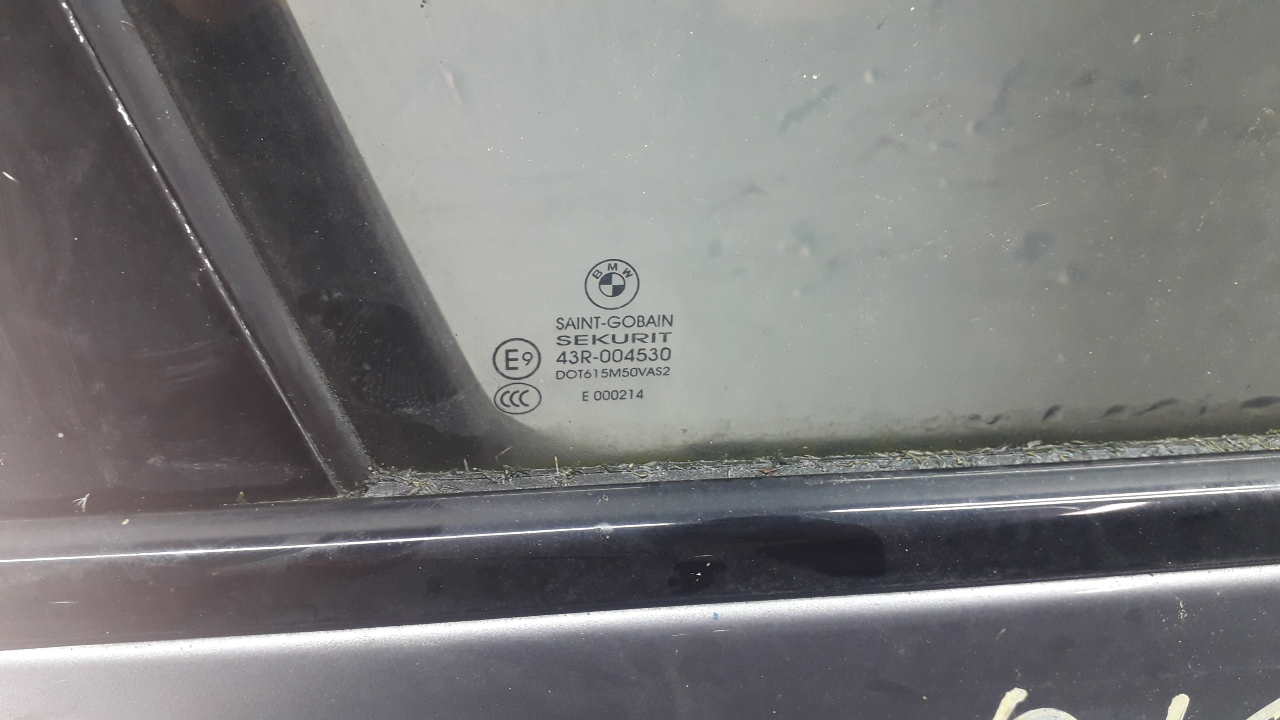 BMW
SAINT-GOBAIN
SEKURIT
E9
43R-004530
DOT615M50VAS2
CCC
E 000214